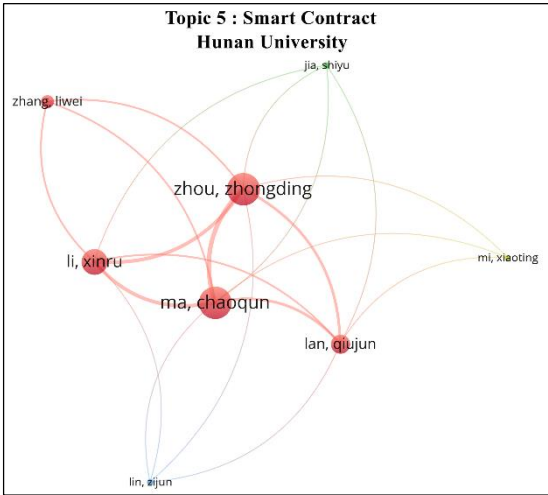 Topic 5 : Smart Contract
Hunan University
jia, shiyu
zhang, liwei
zhou, zhongding
li, xinru
mi, xiaoting
ma, chaoqun
lan, qiujun
lin, zijun